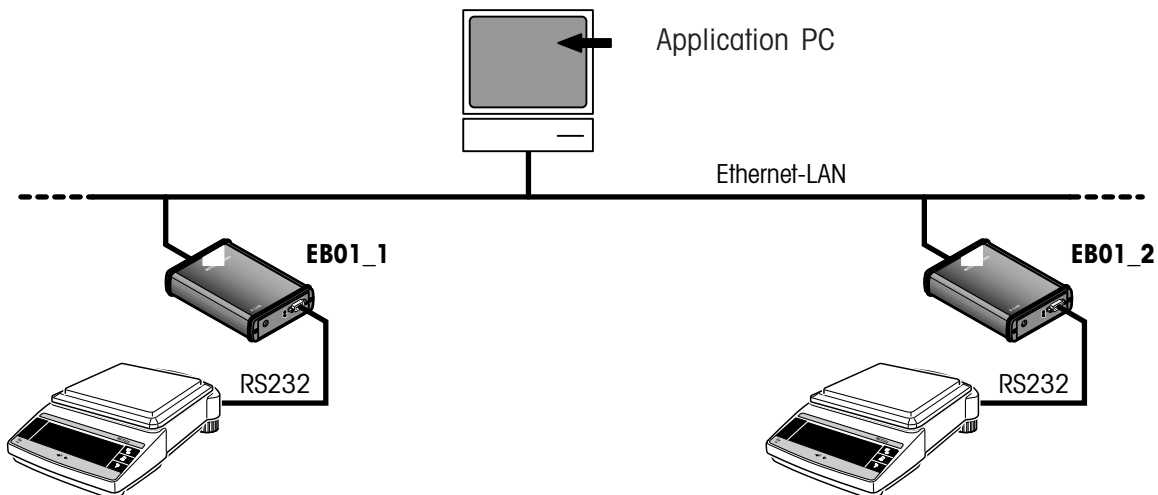 Application PC
Ethernet-LAN
EB01_1
EB01_2
RS232
RS232